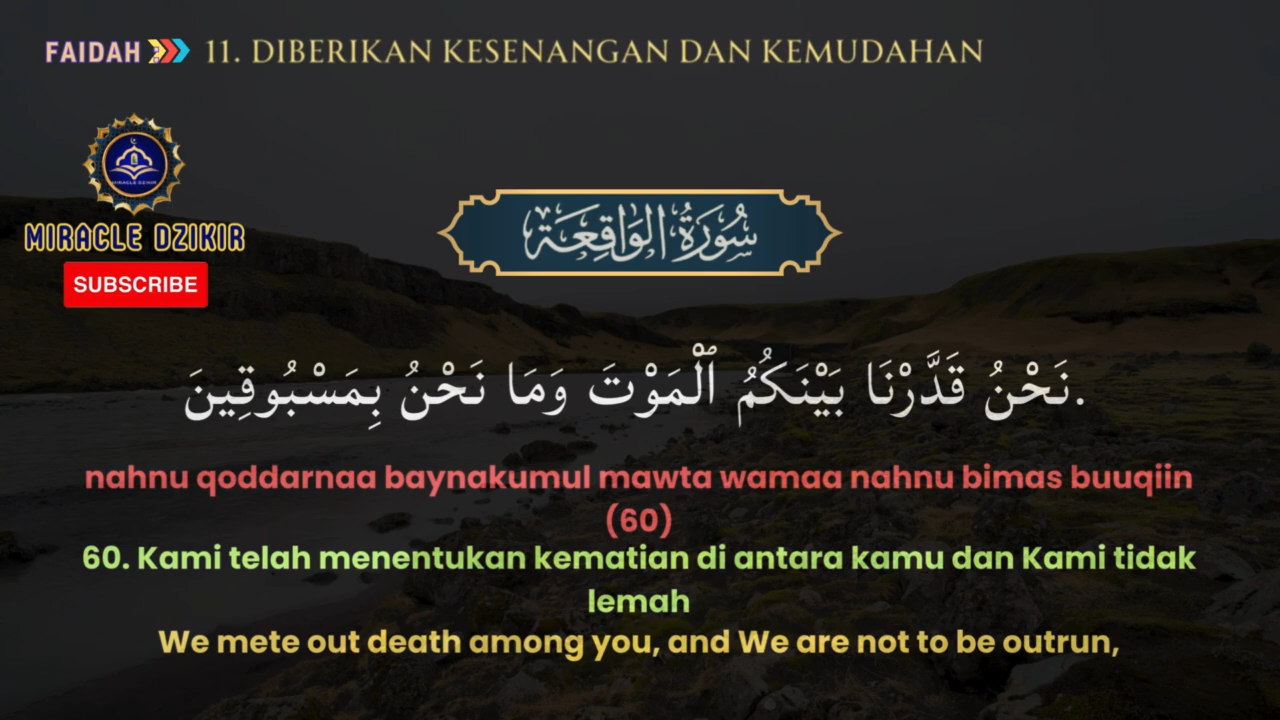 FAIDAH 11. DIBERIKAN KESENANGAN DAN KEMUDAHAN
MIRACLE DZIKIR
MIRACLE DZIKIR
SUBSCRIBE
سُورَةُ الوَاقِعَة
نَحْنُ قَدَّرْنَا بَيْنَكُمُ ٱلْمَوْتَ وَمَا نَحْنُ بِمَسْبُوقِينَ.
nahnu qoddarnaa baynakumul mawta wamaa nahnu bimas buuqiin
(60)
60. Kami telah menentukan kematian di antara kamu dan Kami tidak
lemah
We mete out death among you, and We are not to be outrun,